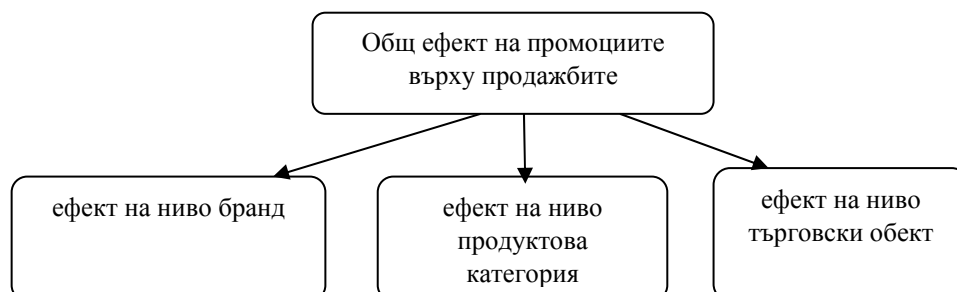 Общ ефект на промоциите
върху продажбите
ефект на ниво бранд
ефект на ниво
продуктова
категория
ефект на ниво
търговски обект